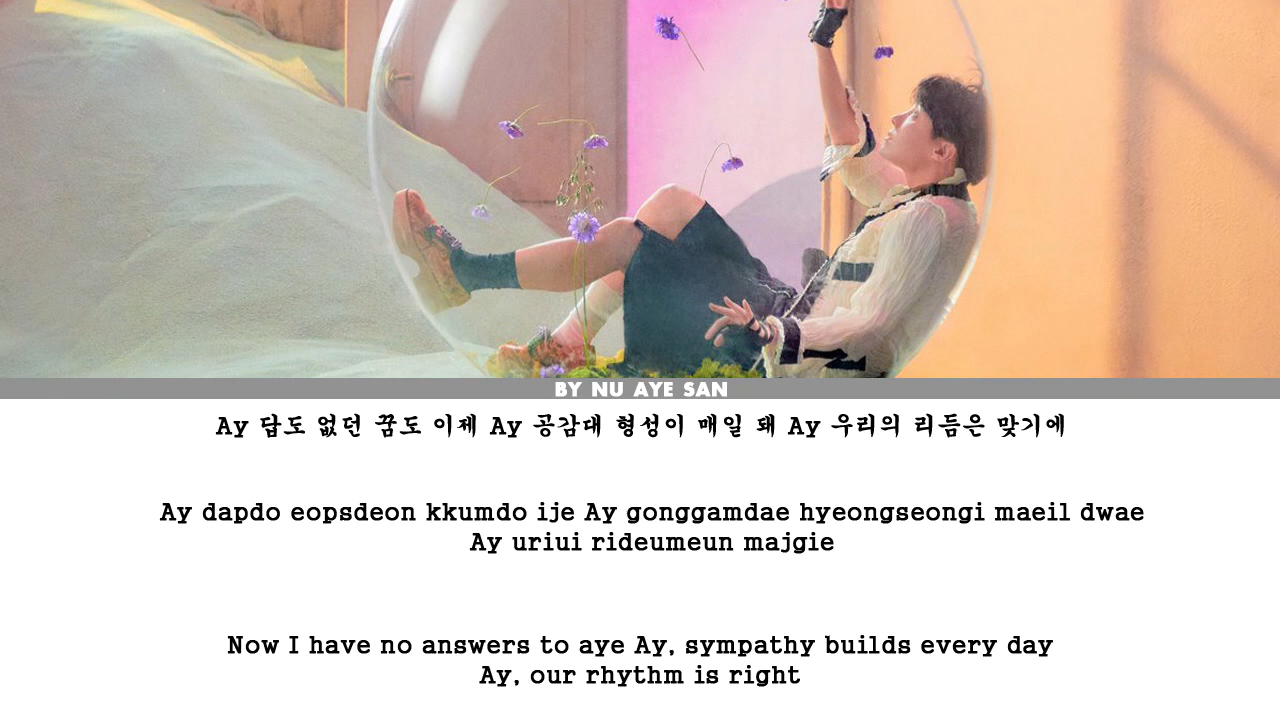 BY NU AYE SAN
Ay 담도 없던 꿈도 이제 Ay 공감대 형성이 매일 돼 Ay 우리의 리듬은 맞기에
Ay dapdo eopsdeon kkumdo ije Ay gonggamdae hyeongseongi maeil dwae
Ay uriui rideumeun majgie
Now I have no answers to aye Ay, sympathy builds every day
Ay, our rhythm is right